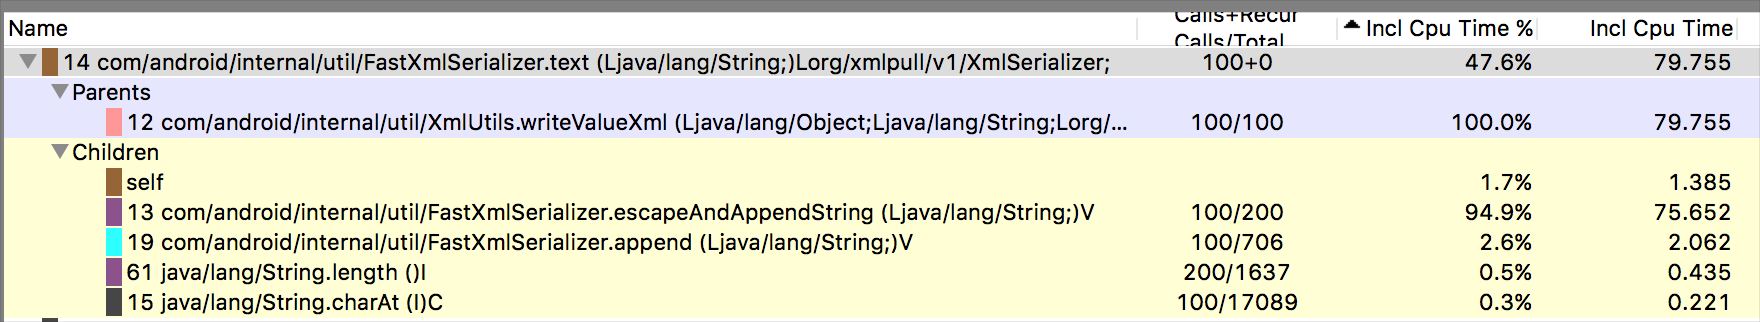 Name Calls+Recur Calls/Total Incl Cpu Time % Incl Cpu Time
14 com/android/internal/util/FastXmlSerializer.text (Ljava/lang/String;)Lorg/xmlpull/v1/XmlSerializer; 100+0 47.6% 79.755
Parents
12 com/android/internal/util/XmlUtils.writeValueXml (Ljava/lang/Object;Ljava/lang/String;Lorg/... 100/100 100.0% 79.755
Children
self 1.7% 1.385
13 com/android/internal/util/FastXmlSerializer.escapeAndAppendString (Ljava/lang/String;)V 100/200 94.9% 75.652
19 com/android/internal/util/FastXmlSerializer.append (Ljava/lang/String;)V 100/706 2.6% 2.062
61 java/lang/String.length ()I 200/1637 0.5% 0.435
15 java/lang/String.charAt (I)C 100/17089 0.3% 0.221